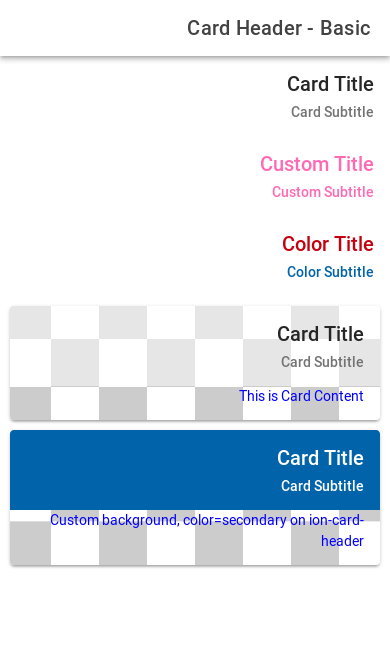 Card Header - Basic
Card Title
Card Subtitle
Custom Title
Custom Subtitle
Color Title
Color Subtitle
Card Title
Card Subtitle
This is Card Content
Card Title
Card Subtitle
Custom background, color=secondary on ion-card-
header